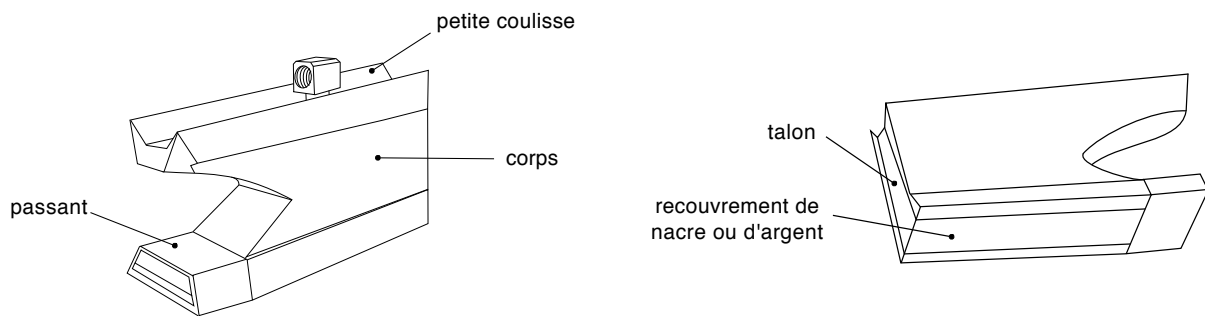 petite coulisse
corps
passant
talon
recouvrement de
nacre ou d'argent